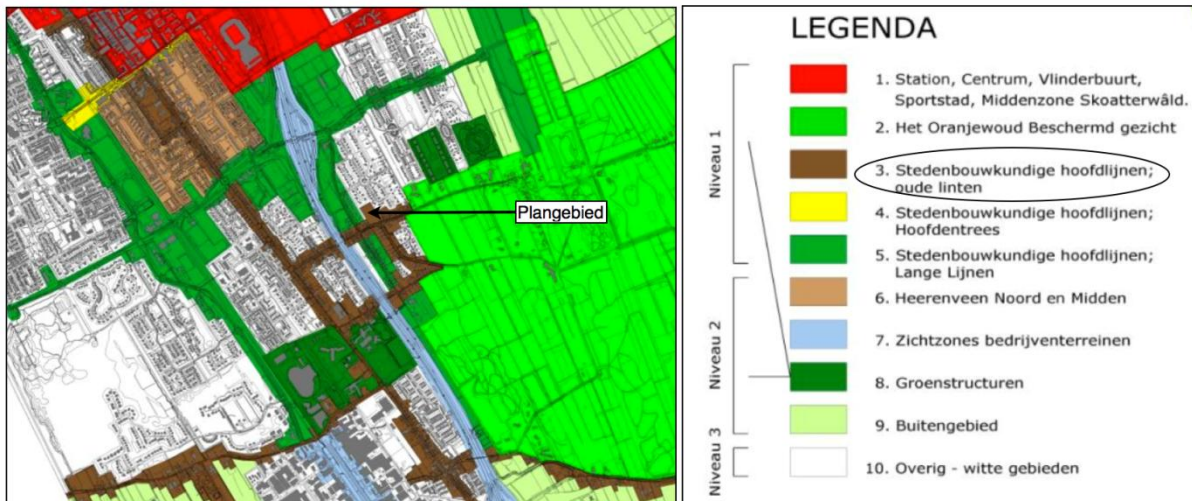 Plangebied
LEGENDA
Niveau 1
1. Station, Centrum, Vlinderbuurt,
Sportstad, Middenzone Skoatterwâld.
2. Het Oranjewoud Beschermd gezicht
3. Stedenbouwkundige hoofdlijnen;
oude linten
4. Stedenbouwkundige hoofdlijnen;
Hoofdentrees
5. Stedenbouwkundige hoofdlijnen;
Lange Lijnen
Niveau 2
6. Heerenveen Noord en Midden
7. Zichtzones bedrijventerreinen
8. Groenstructuren
9. Buitengebied
Niveau 3
10. Overig - witte gebieden